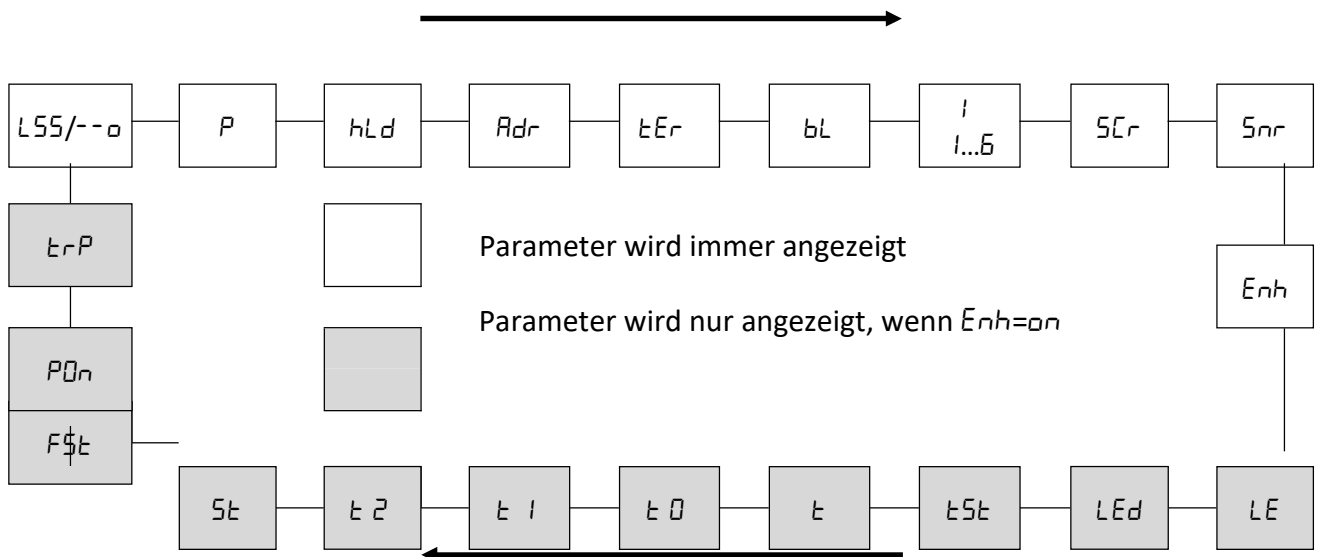 LSS/--o
P
hLd
Adr
tEr
bL
1
1...6
SCr
Snr
trP
Parameter wird immer angezeigt
Enh
Parameter wird nur angezeigt, wenn Enh=on
POn
FSt
St
t 2
t 1
t 0
t
tSt
LEd
LE